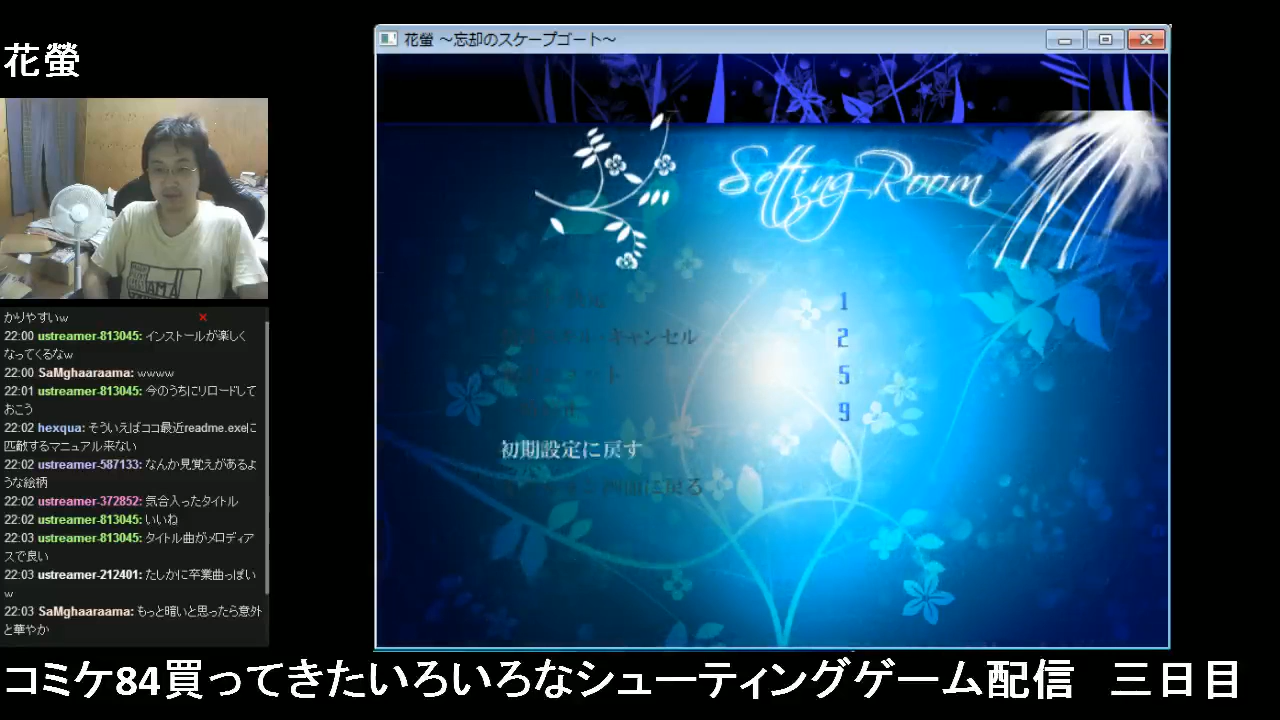 花螢
花螢 ～忘却のスケープゴート～
Setting Room
1
キャンセル
2
5
9
初期設定に戻す
に戻る
かりやすいw
22:00 ustreamer-813045: インストールが楽しく
なってくるなw
22:00 SaMghaaraama: wwww
22:01 ustreamer-813045: 今のうちにリロードして
おこう
22:02 hexqua: そういえばココ最近readme.exeに
匹敵するマニュアル来ない
22:02 ustreamer-587133: なんか見覚えがあるよ
うな絵柄
22:02 ustreamer-372852: 気合入ったタイトル
22:02 ustreamer-813045: いいね
22:03 ustreamer-813045: タイトル曲がメロディア
スで良い
22:03 ustreamer-212401: たしかに卒業曲っぽい
w
22:03 SaMghaaraama: もっと暗いと思ったら意外
と華やか
コミケ84買ってきたいろいろなシューティングゲーム配信　三日目